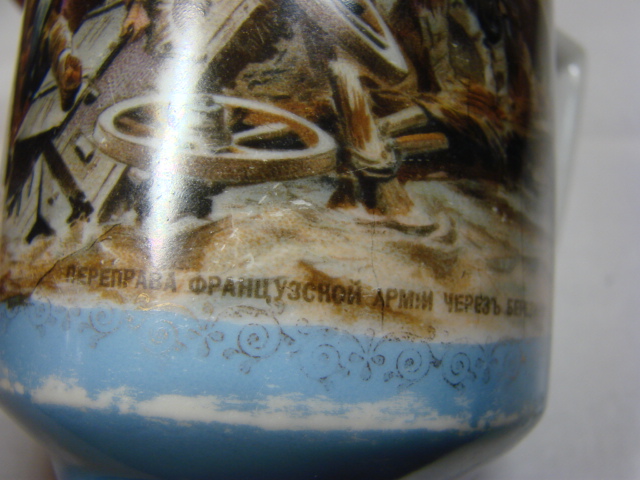 ПЕРЕПРАВА ФРАНЦУЗСКОЙ АРМІИ ЧЕРЕЗЪ